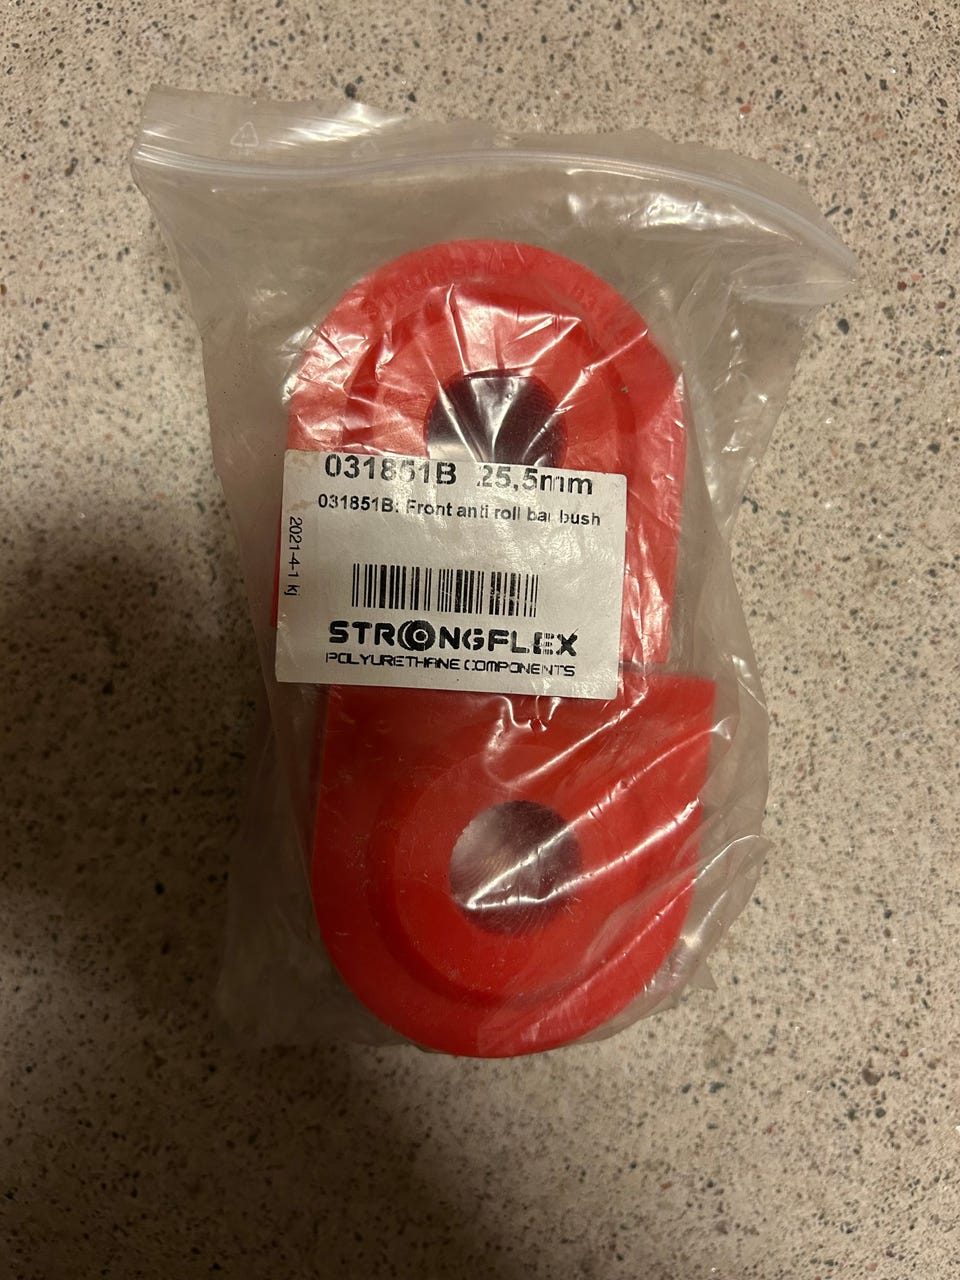 031851B 25,5mm
031851B: Front anti roll bar bush
2021-4-1 kj
STRONGFLEX
POLYURETHANE COMPONENTS